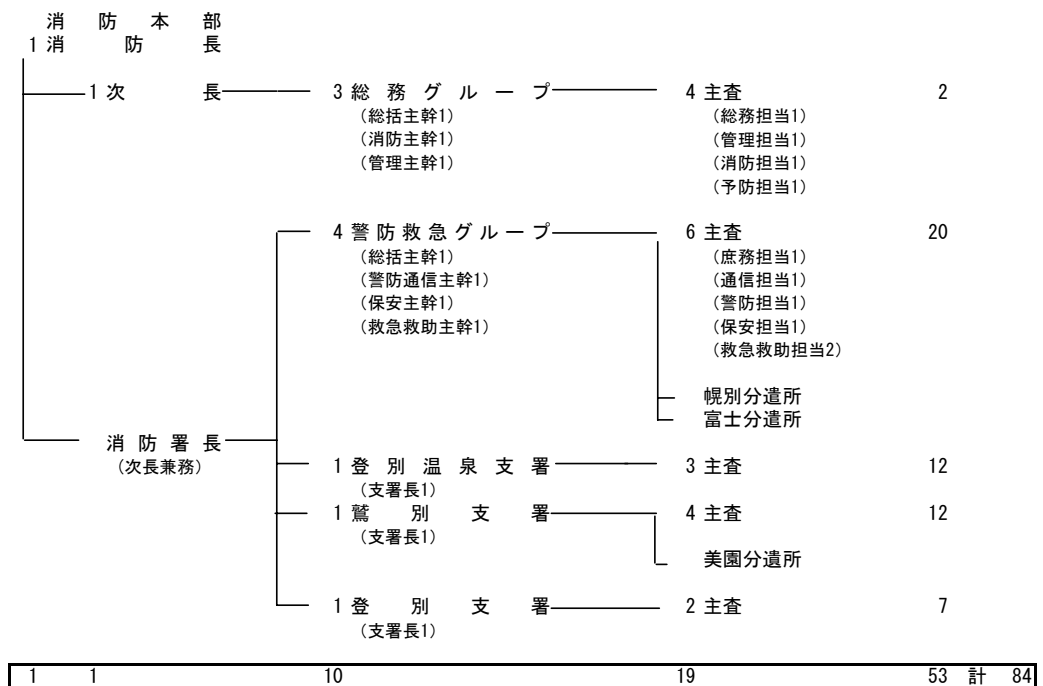 消防本部
1 消防長
1 次長 3 総務グループ 4 主査 2
（総括主幹1） （総務担当1）
（消防主幹1） （管理担当1）
（管理主幹1） （消防担当1）
（予防担当1）
4 警防救急グループ 6 主査 20
（総括主幹1） （庶務担当1）
（警防通信主幹1） （通信担当1）
（保安主幹1） （警防担当1）
（救急救助主幹1） （保安担当1）
（救急救助担当2）
幌別分遣所
富士分遣所
消防署長
（次長兼務） 1 登別温泉支署 3 主査 12
（支署長1）
1 鷲別支署 4 主査 12
（支署長1）
美園分遺所
1 登別支署 2 主査 7
（支署長1）
1 1 10 19 53 計 84